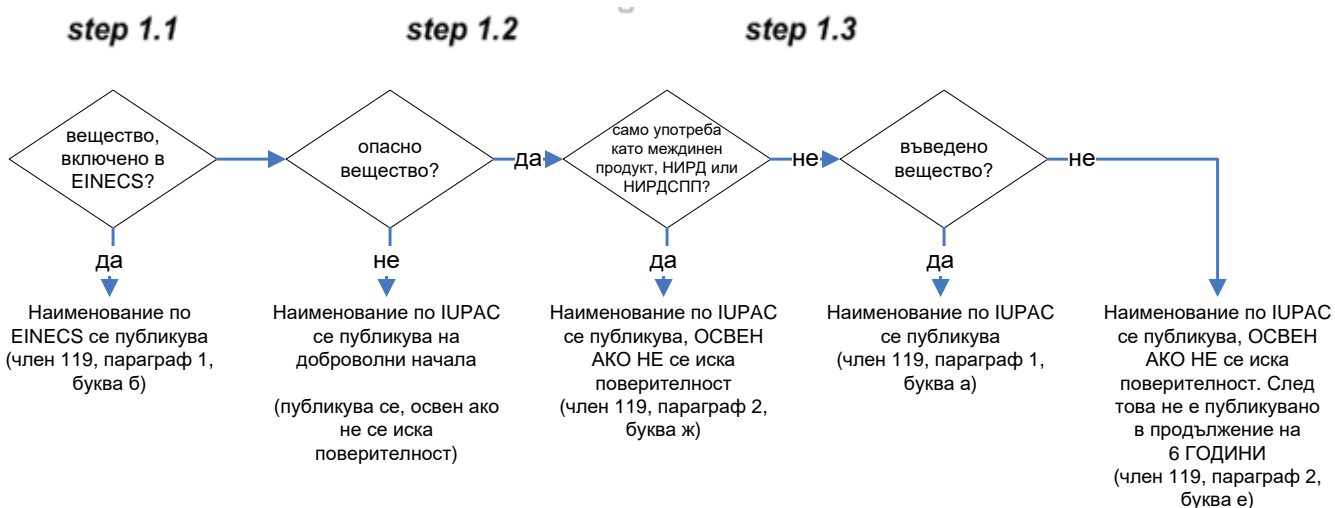 step 1.1
step 1.2
step 1.3
вещество,
включено в
EINECS?
опасно
вещество?
да
само употреба
като междинен
продукт, НИРД или
НИРДСПП?
не
въведено
вещество?
не
да
не
да
да
Наименование по
EINECS се публикува
(член 119, параграф 1,
буква б)
Наименование по IUPAC
се публикува на
доброволни начала
(публикува се, освен ако
не се иска
поверителност)
Наименование по IUPAC
се публикува, ОСВЕН
АКО НЕ се иска
поверителност
(член 119, параграф 2,
буква ж)
Наименование по IUPAC
се публикува
(член 119, параграф 1,
буква а)
Наименование по IUPAC
се публикува, ОСВЕН
АКО НЕ се иска
поверителност. След
това не е публикувано
в продължение на
6 ГОДИНИ
(член 119, параграф 2,
буква е)